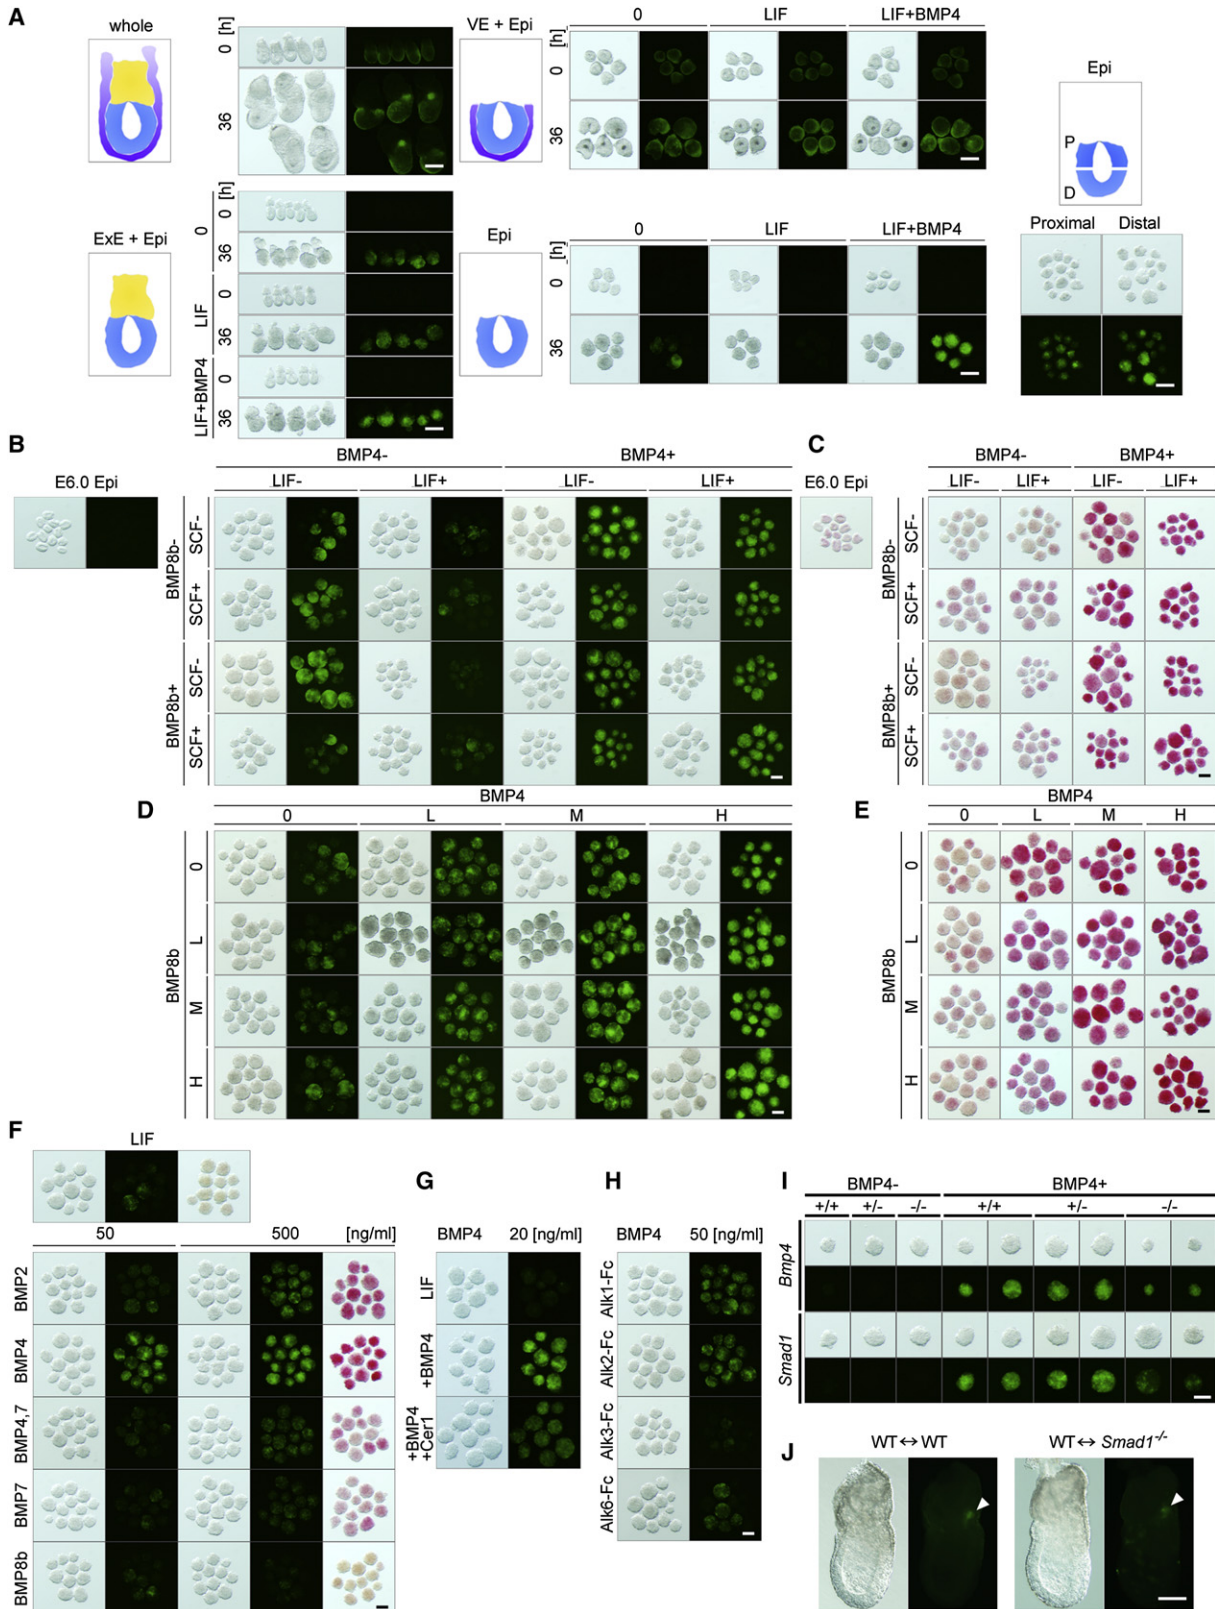 A
whole
0 [h]
36
VE + Epi
0
LIF
LIF+BMP4
[h]
0
36
Epi
P
D
Proximal
Distal
ExE + Epi
[h]
0
0
36
LIF
0
36
LIF+BMP4
0
36
Epi
0
LIF
LIF+BMP4
[h]
0
36
B
E6.0 Epi
BMP4-
BMP4+
LIF-
LIF+
LIF-
LIF+
BMP8b-
SCF-
SCF+
BMP8b+
SCF-
SCF+
C
E6.0 Epi
BMP4-
BMP4+
LIF-
LIF+
LIF-
LIF+
BMP8b-
SCF-
SCF+
BMP8b+
SCF-
SCF+
D
BMP4
0
L
M
H
BMP8b
0
L
M
H
E
BMP4
0
L
M
H
BMP8b
0
L
M
H
F
LIF
50
500
[ng/ml]
BMP2
BMP4
BMP4,7
BMP7
BMP8b
G
BMP4
20 [ng/ml]
LIF
+BMP4
+BMP4
+Cer1
H
BMP4
50 [ng/ml]
Alk1-Fc
Alk2-Fc
Alk3-Fc
Alk6-Fc
I
BMP4-
BMP4+
+/+
+/-
-/-
+/+
+/-
-/-
Bmp4
Smad1
J
WT↔WT
WT↔Smad1-/-